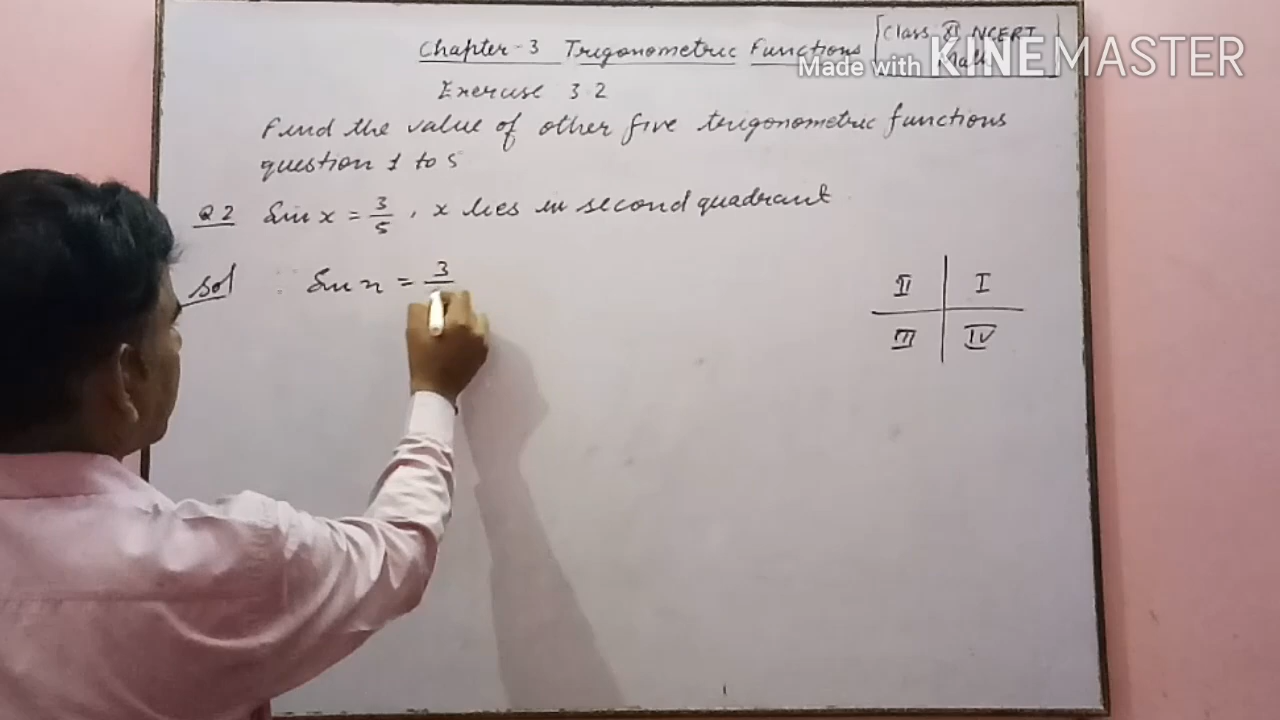 Chapter-3 Trigonometric Functions
Class XI NCERT
Math
Made with KINEMASTER
Exercise 3.2
Find the value of other five trigonometric functions
question 1 to 5
Q 2 Sin x = 3/5, x lies in second quadrant
Sol ∵ Sin x = 3
II I
III IV